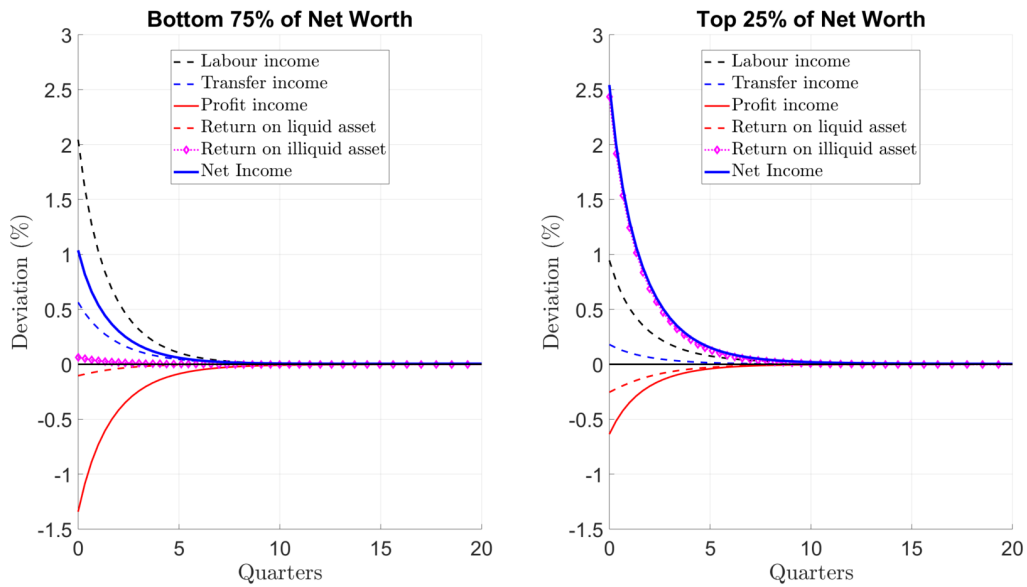 Bottom 75% of Net Worth
3
2.5
2
1.5
1
0.5
0
-0.5
-1
-1.5
Deviation (%)
Labour income
Transfer income
Profit income
Return on liquid asset
Return on illiquid asset
Net Income
0 5 10 15 20
Quarters
Top 25% of Net Worth
3
2.5
2
1.5
1
0.5
0
-0.5
-1
-1.5
Deviation (%)
Labour income
Transfer income
Profit income
Return on liquid asset
Return on illiquid asset
Net Income
0 5 10 15 20
Quarters